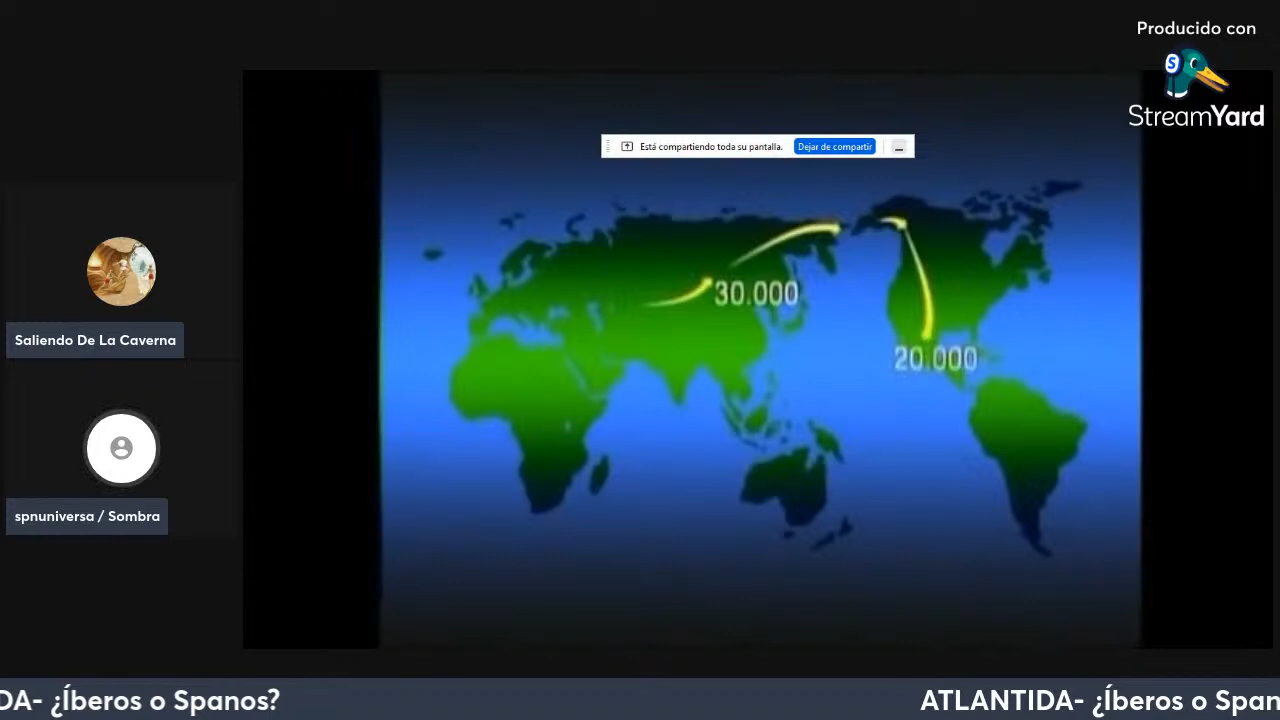 Producido con
StreamYard
Está compartiendo toda su pantalla.
Dejar de compartir
30.000
20.000
Saliendo De La Caverna
spnuniversa / Sombra
DA- ¿Íberos o Spanos?
ATLANTIDA- ¿Íberos o Span